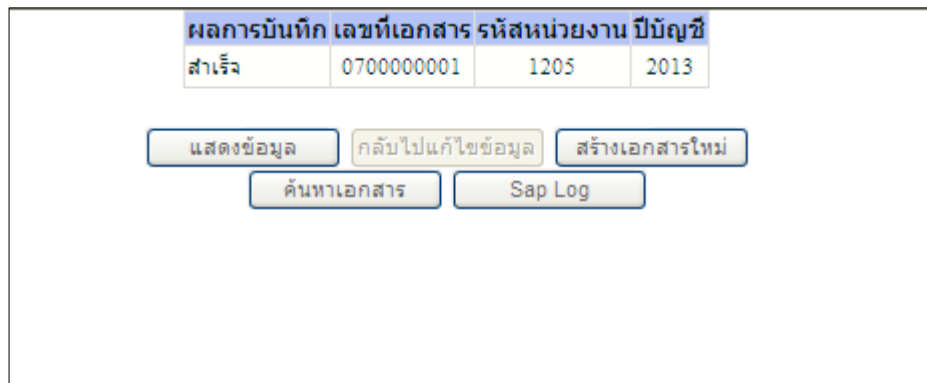 ผลการบันทึก เลขที่เอกสาร รหัสหน่วยงาน ปีบัญชี
สำเร็จ 0700000001 1205 2013
แสดงข้อมูล กลับไปแก้ไขข้อมูล สร้างเอกสารใหม่
ค้นหาเอกสาร Sap Log